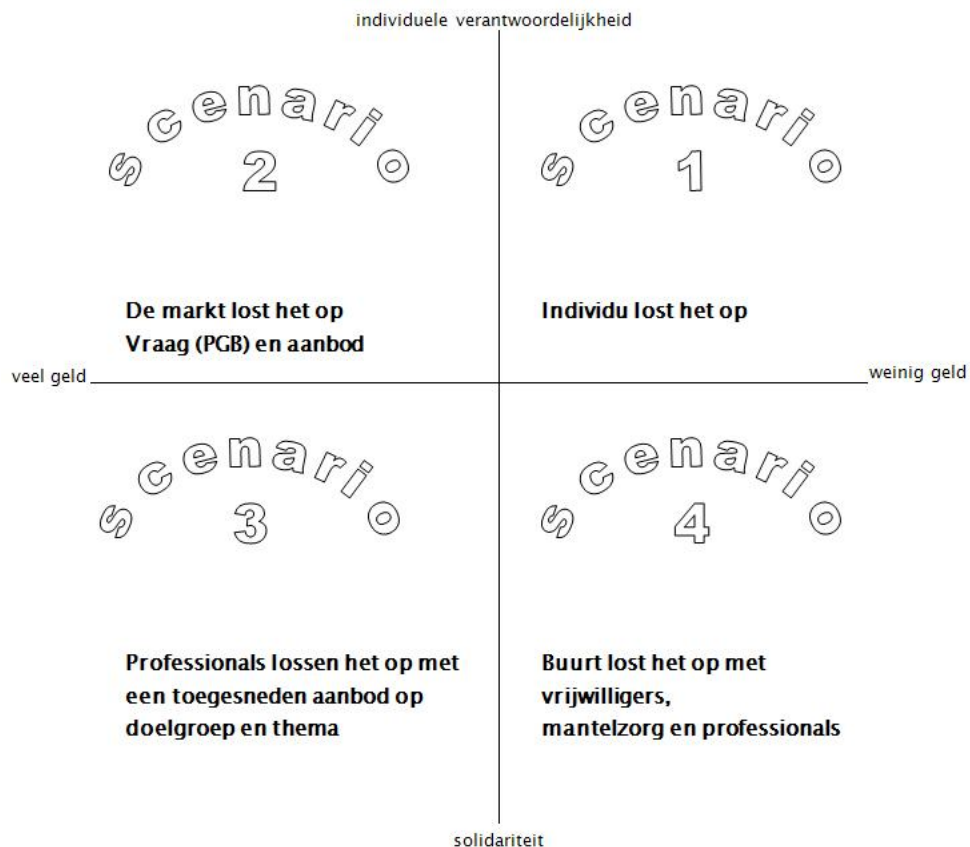 individuele verantwoordelijkheid
scenario
2
scenario
1
De markt lost het op
Vraag (PGB) en aanbod
Individu lost het op
veel geld
weinig geld
scenario
3
scenario
4
Professionals lossen het op met
een toegesneden aanbod op
doelgroep en thema
Buurt lost het op met
vrijwilligers,
mantelzorg en professionals
solidariteit